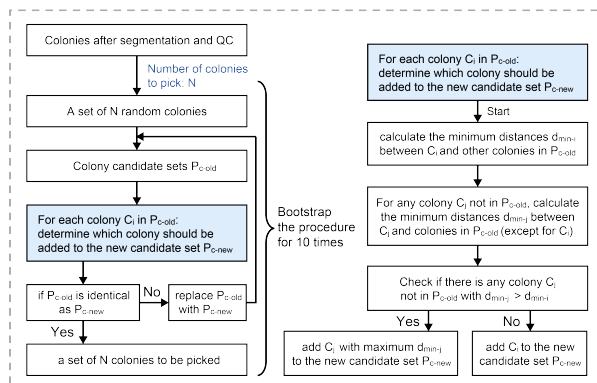 Colonies after segmentation and QC
Number of colonies
to pick: N
A set of N random colonies
Colony candidate sets Pc-old
For each colony Ci in Pc-old:
determine which colony should be
added to the new candidate set Pc-new
if Pc-old is identical
as Pc-new
No
replace Pc-old
with Pc-new
Yes
a set of N colonies to be picked
Bootstrap
the procedure
for 10 times
For each colony Ci in Pc-old:
determine which colony should be
added to the new candidate set Pc-new
Start
calculate the minimum distances dmin-i
between Ci and other colonies in Pc-old
For any colony Cj not in Pc-old, calculate
the minimum distances dmin-j between
Cj and colonies in Pc-old (except for Ci)
Check if there is any colony Cj
not in Pc-old with dmin-j > dmin-i
Yes
No
add Cj with maximum dmin-j
to the new candidate set Pc-new
add Ci to the new
candidate set Pc-new